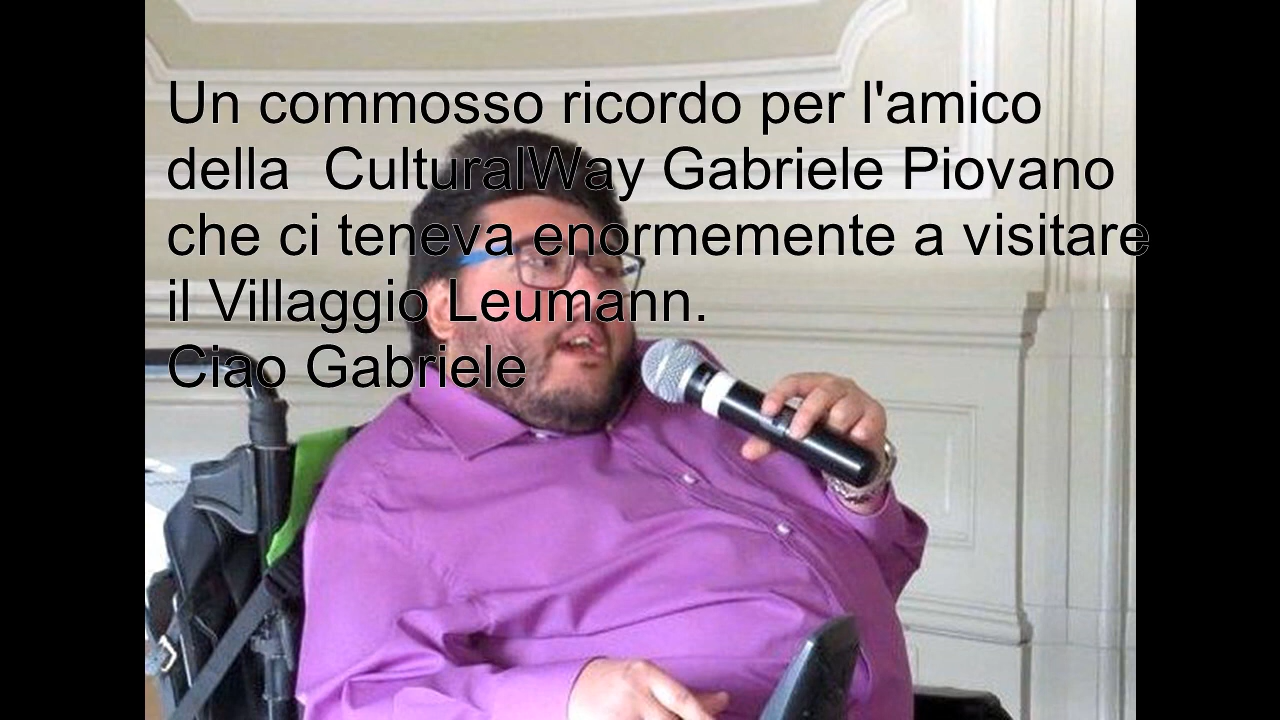 Un commosso ricordo per l'amico
della  CulturalWay Gabriele Piovano
che ci teneva enormemente a visitare
il Villaggio Leumann.
Ciao Gabriele